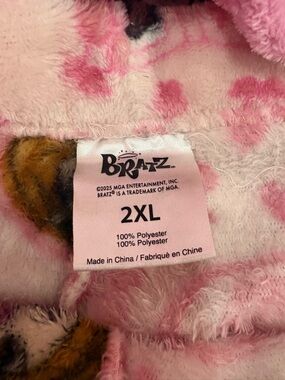 BRATZ
©2025 MGA ENTERTAINMENT, INC.
BRATZ® IS A TRADEMARK OF MGA.
2XL
100% Polyester
100% Polyester
Made in China / Fabriqué en Chine